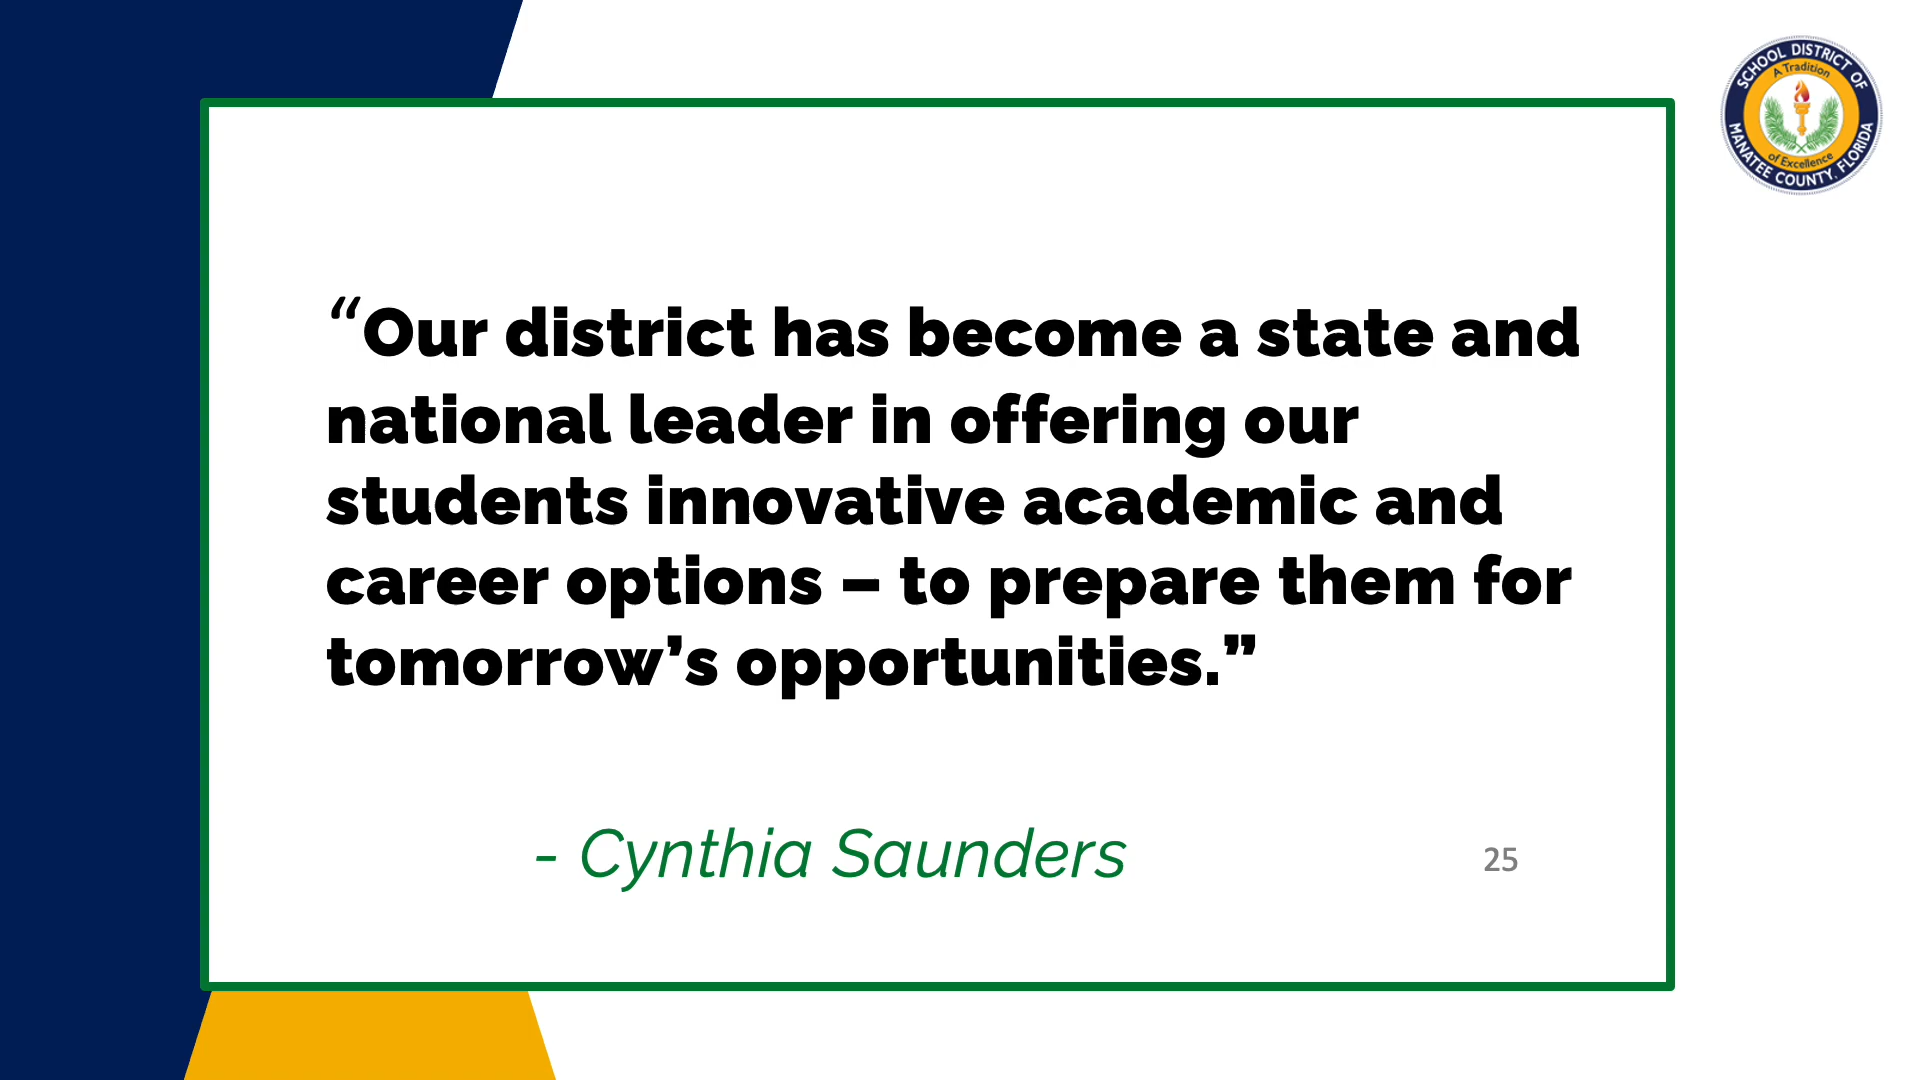 SCHOOL DISTRICT OF
A Tradition
of Excellence
MANATEE COUNTY, FLORIDA
“Our district has become a state and
national leader in offering our
students innovative academic and
career options – to prepare them for
tomorrow’s opportunities.”
- Cynthia Saunders
25